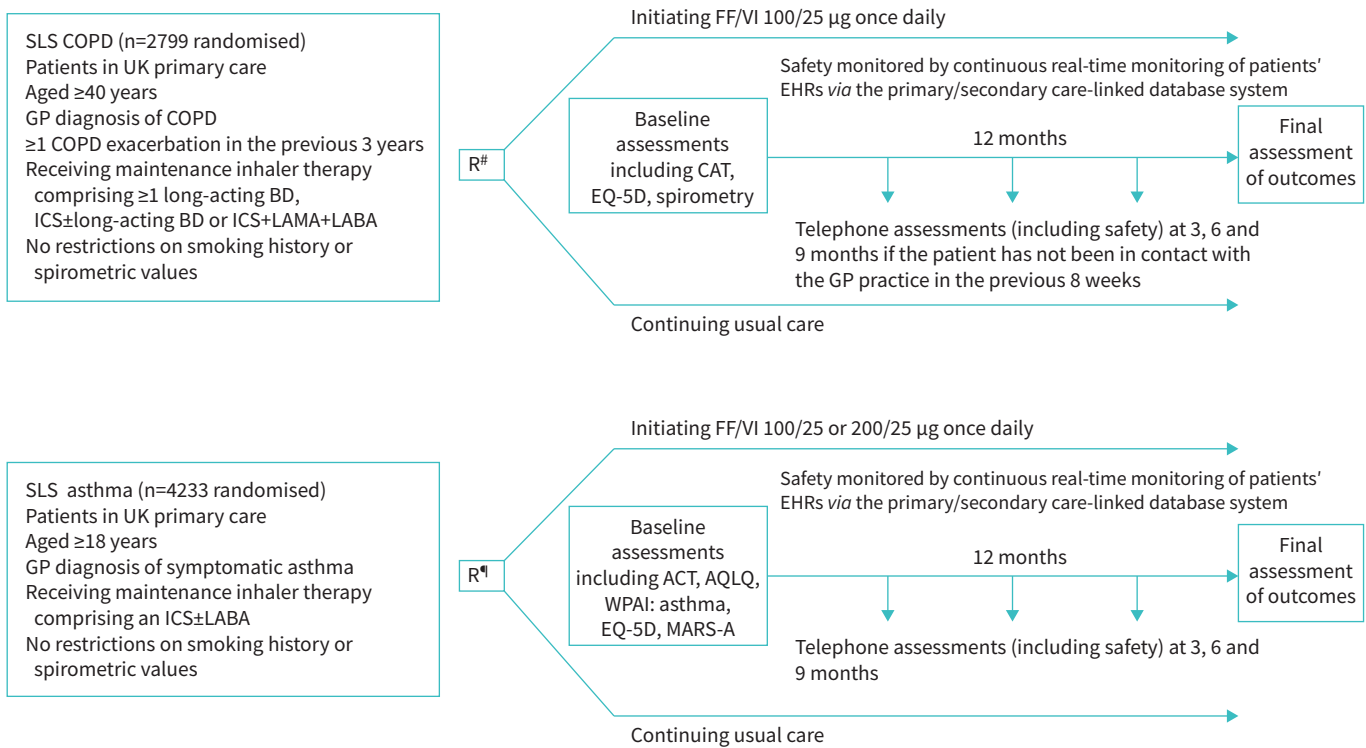 SLS COPD (n=2799 randomised)
Patients in UK primary care
Aged ≥40 years
GP diagnosis of COPD
≥1 COPD exacerbation in the previous 3 years
Receiving maintenance inhaler therapy
comprising ≥1 long-acting BD,
ICS±long-acting BD or ICS+LAMA+LABA
No restrictions on smoking history or
spirometric values
R#
Initiating FF/VI 100/25 µg once daily
Safety monitored by continuous real-time monitoring of patients'
EHRs via the primary/secondary care-linked database system
Baseline
assessments
including CAT,
EQ-5D, spirometry
12 months
Final
assessment
of outcomes
Telephone assessments (including safety) at 3, 6 and
9 months if the patient has not been in contact with
the GP practice in the previous 8 weeks
Continuing usual care
SLS asthma (n=4233 randomised)
Patients in UK primary care
Aged ≥18 years
GP diagnosis of symptomatic asthma
Receiving maintenance inhaler therapy
comprising an ICS±LABA
No restrictions on smoking history or
spirometric values
R¶
Initiating FF/VI 100/25 or 200/25 µg once daily
Safety monitored by continuous real-time monitoring of patients'
EHRs via the primary/secondary care-linked database system
Baseline
assessments
including ACT, AQLQ,
WPAI: asthma,
EQ-5D, MARS-A
12 months
Final
assessment
of outcomes
Telephone assessments (including safety) at 3, 6 and
9 months
Continuing usual care